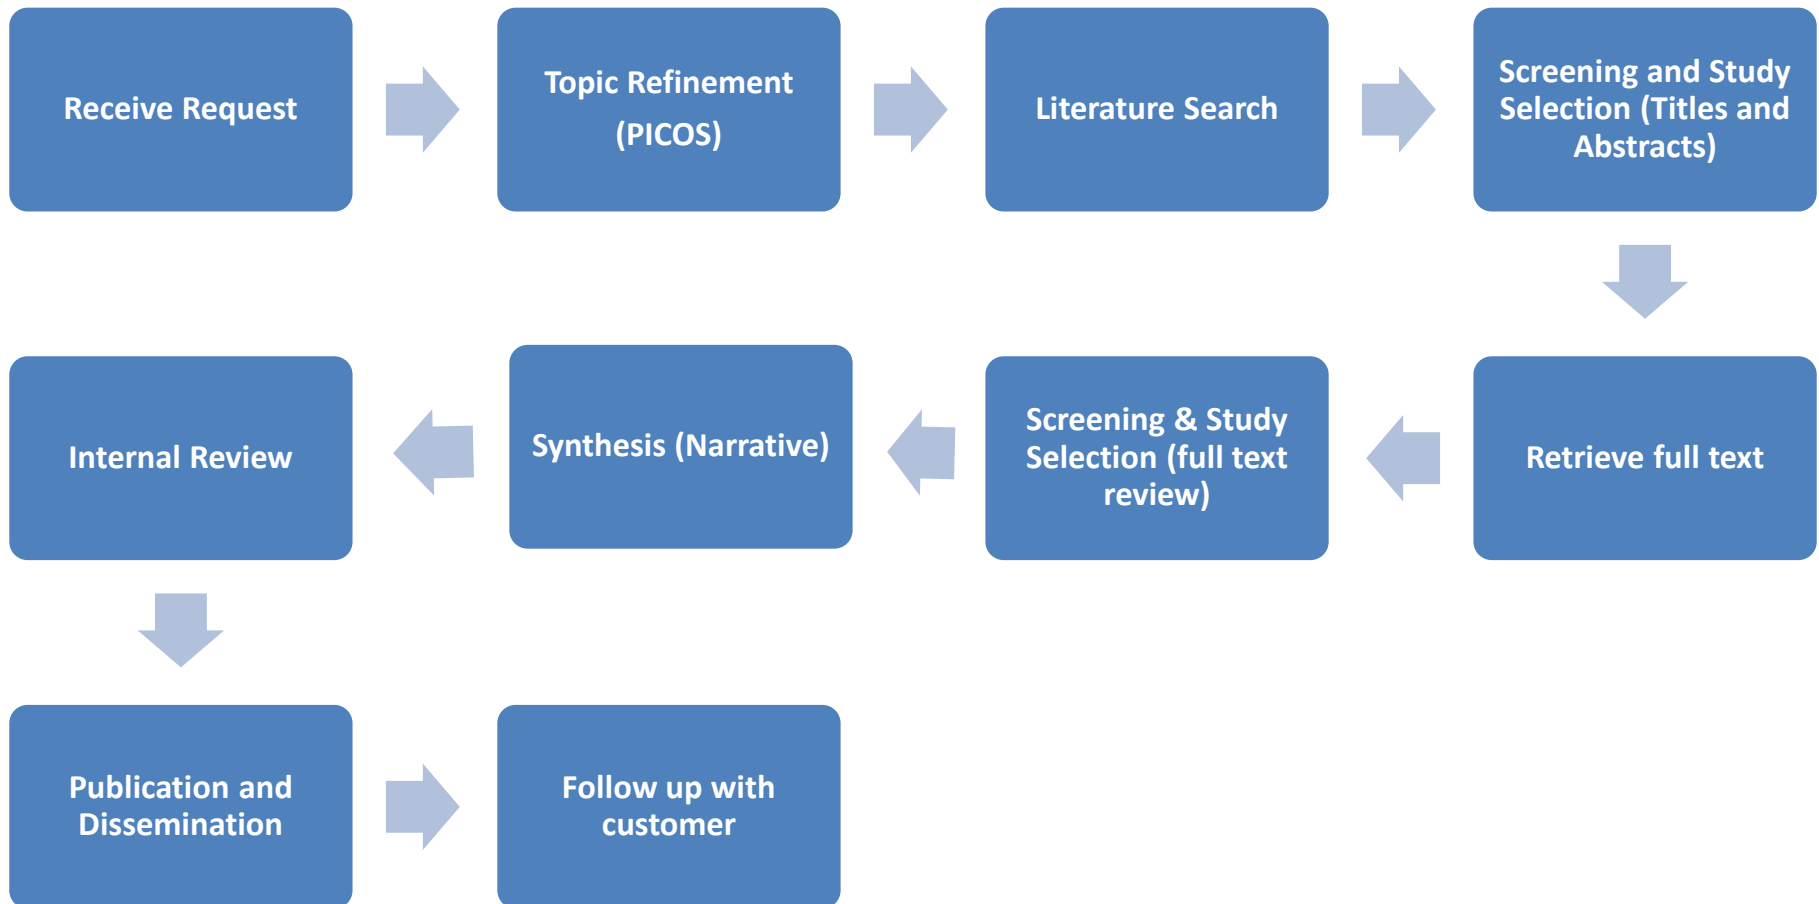 Receive Request
Topic Refinement
(PICOS)
Literature Search
Screening and Study
Selection (Titles and
Abstracts)
Retrieve full text
Screening & Study
Selection (full text
review)
Synthesis (Narrative)
Internal Review
Publication and
Dissemination
Follow up with
customer